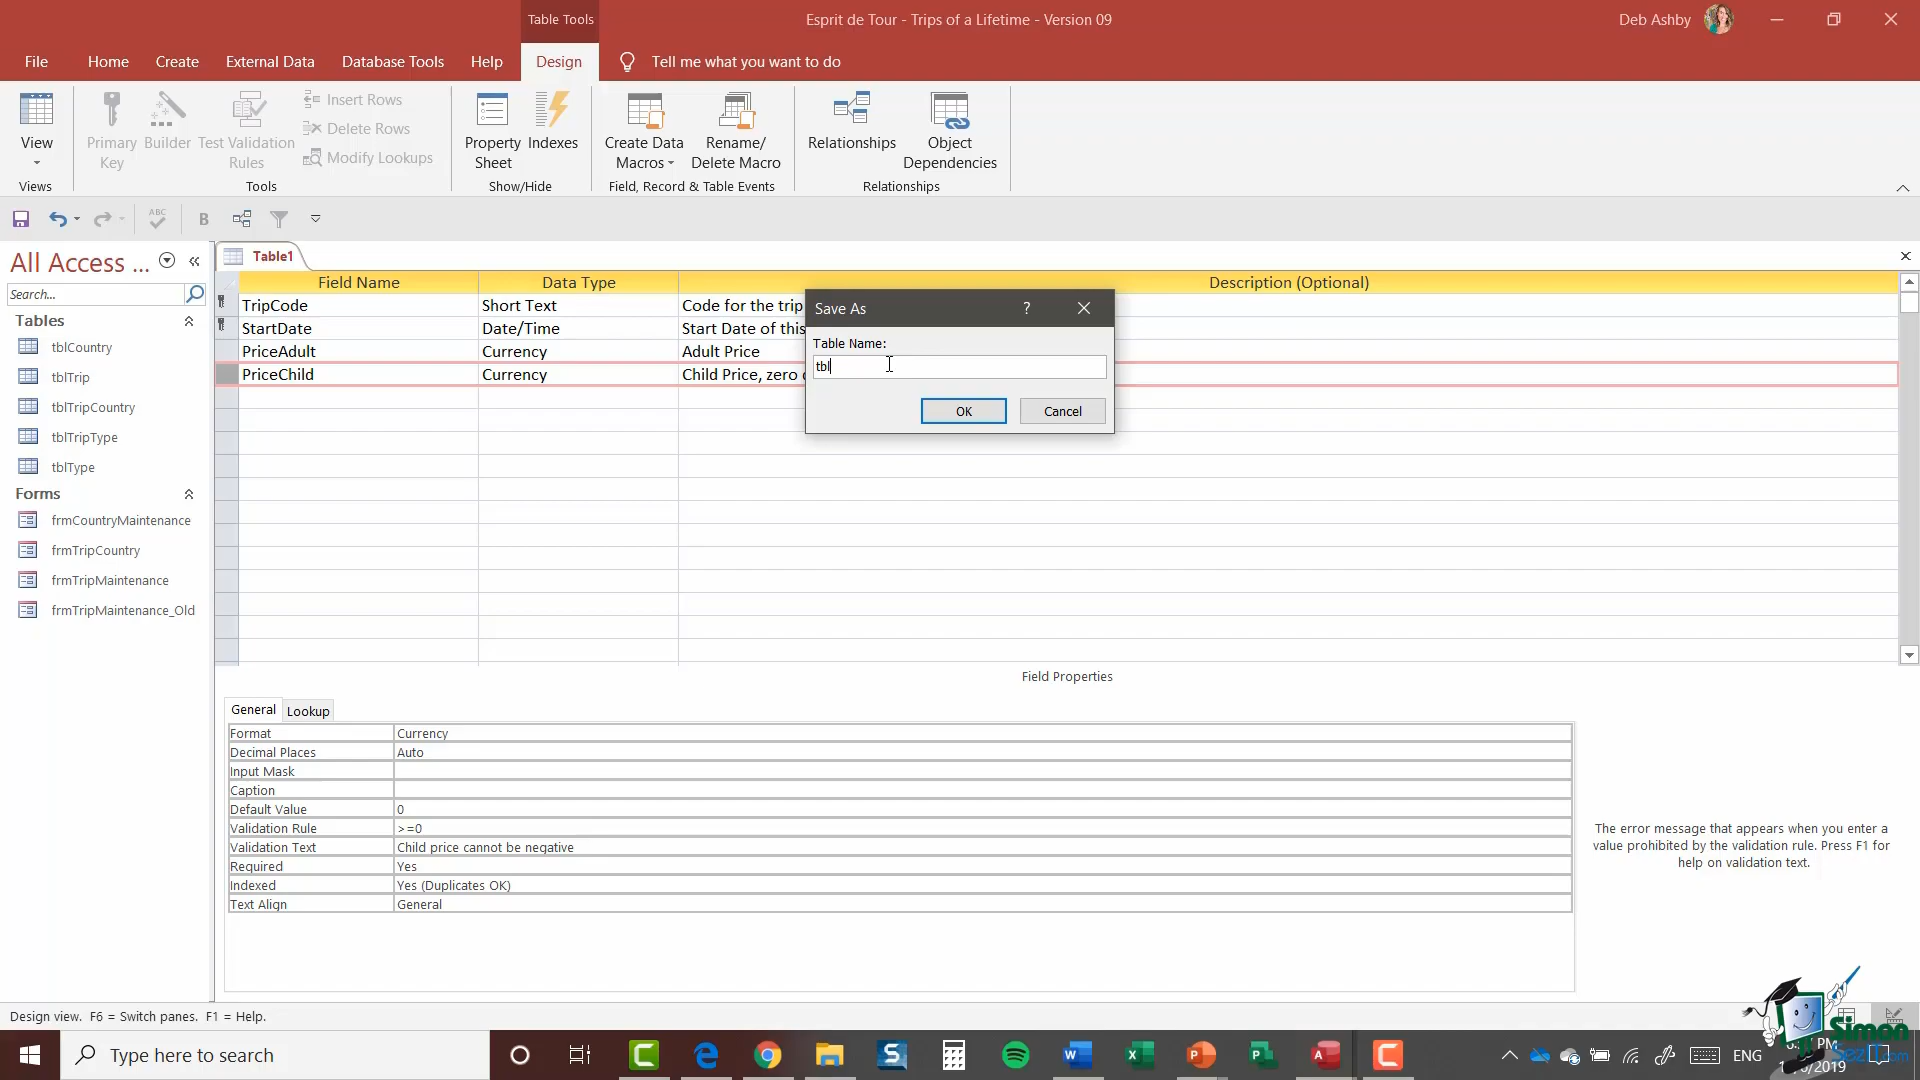 Table Tools
Esprit de Tour - Trips of a Lifetime - Version 09
Deb Ashby
File
Home
Create
External Data
Database Tools
Help
Design
Tell me what you want to do
View
Primary
Key
Builder
Test Validation
Rules
Insert Rows
Delete Rows
Modify Lookups
Property
Sheet
Indexes
Create Data
Macros
Rename/
Delete Macro
Relationships
Object
Dependencies
Views
Tools
Show/Hide
Field, Record & Table Events
Relationships
ABC
B
All Access ...
Search...
Tables
tblCountry
tblTrip
tblTripCountry
tblTripType
tblType
Forms
frmCountryMaintenance
frmTripCountry
frmTripMaintenance
frmTripMaintenance_Old
Table1
Field Name
Data Type
Description (Optional)
TripCode
Short Text
Code for the trip
StartDate
Date/Time
Start Date of this
PriceAdult
Currency
Adult Price
PriceChild
Currency
Child Price, zero
Save As
?
Table Name:
tbl
OK
Cancel
Field Properties
General
Lookup
Format
Currency
Decimal Places
Auto
Input Mask
Caption
Default Value
0
Validation Rule
>=0
Validation Text
Child price cannot be negative
Required
Yes
Indexed
Yes (Duplicates OK)
Text Align
General
The error message that appears when you enter a
value prohibited by the validation rule. Press F1 for
help on validation text.
Design view. F6 = Switch panes. F1 = Help.
Type here to search
ENG
PM
/2019
Simon
Sez IT.com